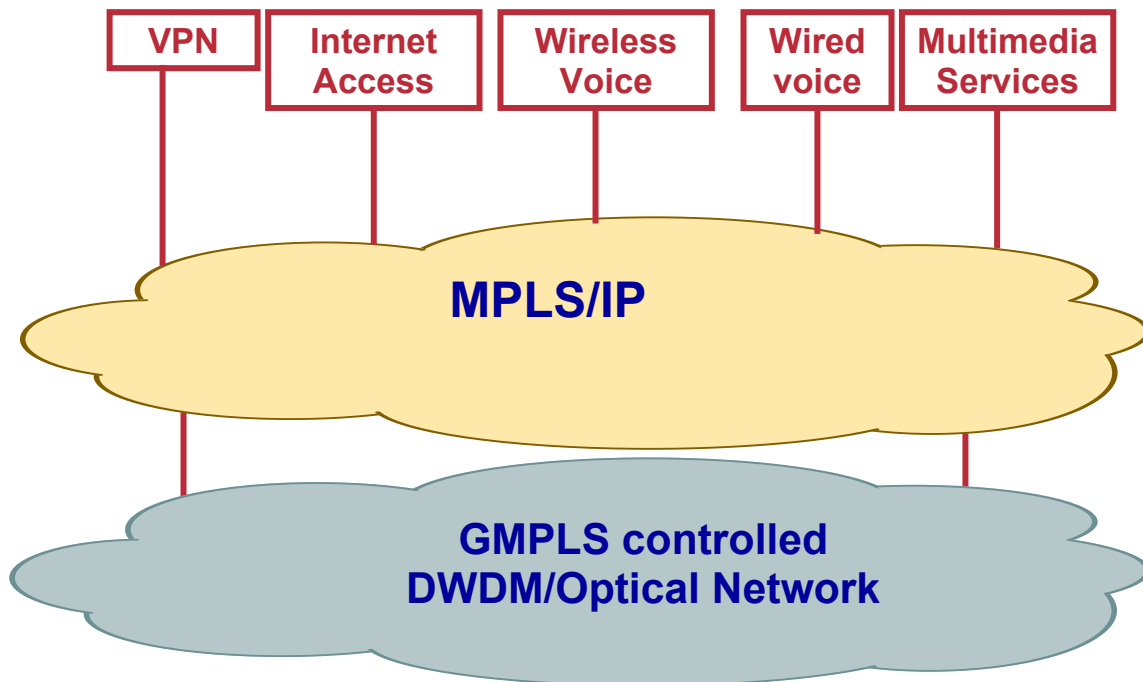 VPN
Internet
Access
Wireless
Voice
Wired
voice
Multimedia
Services
MPLS/IP
GMPLS controlled
DWDM/Optical Network